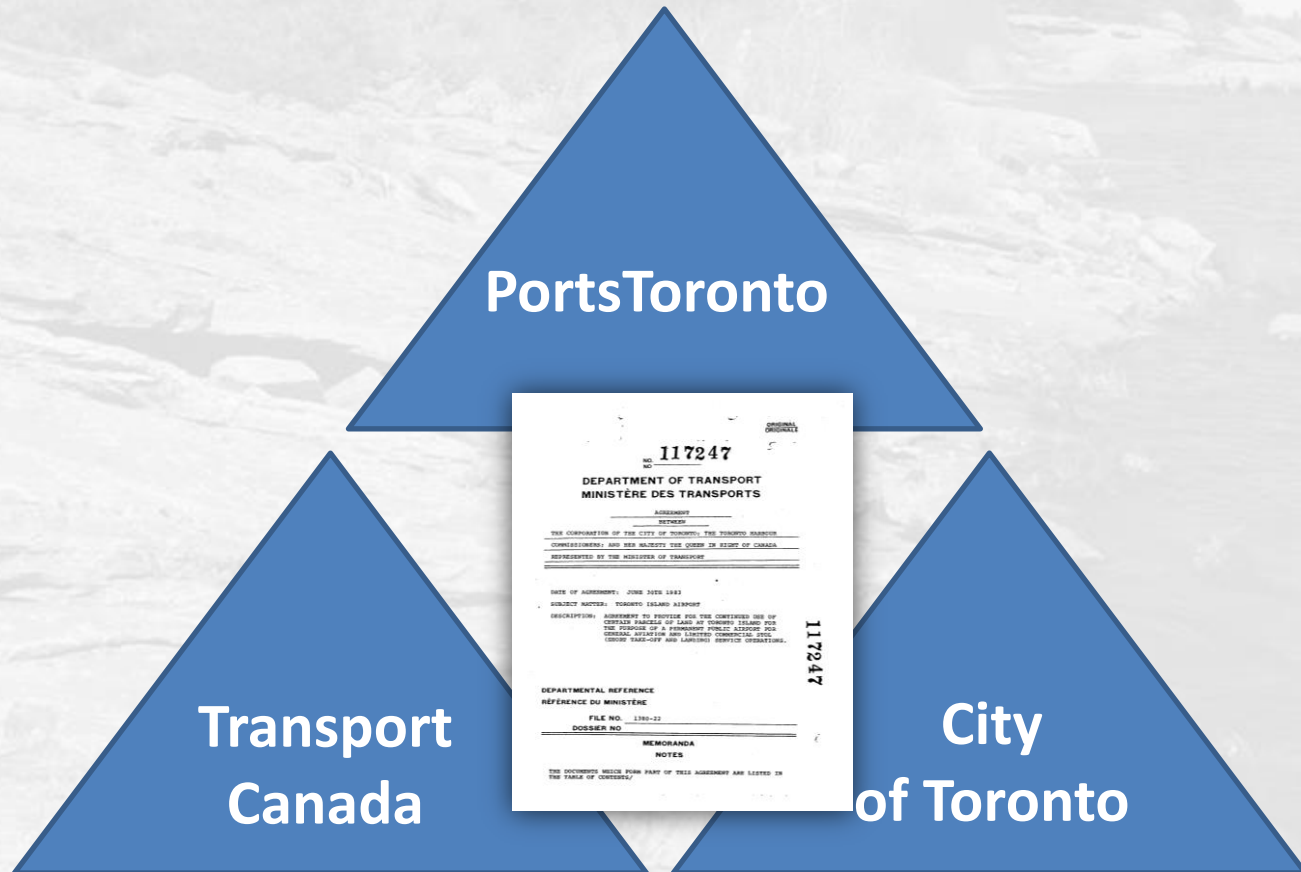 PortsToronto
ORIGINAL
ORIGINALE
NO. 117247
NO
DEPARTMENT OF TRANSPORT
MINISTÈRE DES TRANSPORTS
AGREEMENT
BETWEEN
THE CORPORATION OF THE CITY OF TORONTO; THE TORONTO HARBOUR
COMMISSIONERS; AND HER MAJESTY THE QUEEN IN RIGHT OF CANADA
REPRESENTED BY THE MINISTER OF TRANSPORT
DATE OF AGREEMENT: JUNE 30TH 1983
SUBJECT MATTER: TORONTO ISLAND AIRPORT
DESCRIPTION: AGREEMENT TO PROVIDE FOR THE CONTINUED USE OF
CERTAIN PARCELS OF LAND AT TORONTO ISLAND FOR
THE PURPOSE OF A PERMANENT PUBLIC AIRPORT FOR
GENERAL AVIATION AND LIMITED COMMERCIAL STOL
(SHORT TAKE-OFF AND LANDING) SERVICE OPERATIONS.
117247
DEPARTMENTAL REFERENCE
RÉFÉRENCE DU MINISTÈRE
FILE NO. 1380-22
DOSSIER NO
MEMORANDA
NOTES
THE DOCUMENTS WHICH FORM PART OF THIS AGREEMENT ARE LISTED IN
THE TABLE OF CONTENTS/
Transport
Canada
City
of Toronto